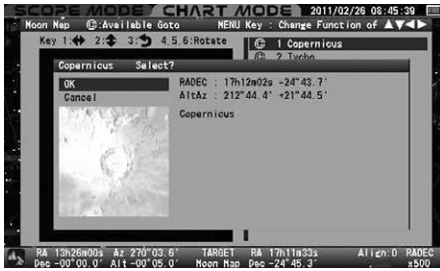 SCOPE MODE CHART MODE 2011/02/26 08:45:39
Moon Map Ⓖ:Available Goto MENU Key : Change Function of ▲▼◀▶
Key 1:✥ 2:⬍ 3:⮌ 4.5.6:Rotate
Ⓖ 1 Copernicus
Ⓖ 2 Tycho
Copernicus Select?
OK
Cancel
RADEC : 17h12m02s -24°43.7'
AltAz : 212°44.4' +21°44.5'
Copernicus
RA 13h26m00s Az 270°03.6' TARGET RA 17h11m33s Align:0 RADEC
Dec -00°00.0' Alt -00°05.0' Moon Map Dec -24°45.3' x500